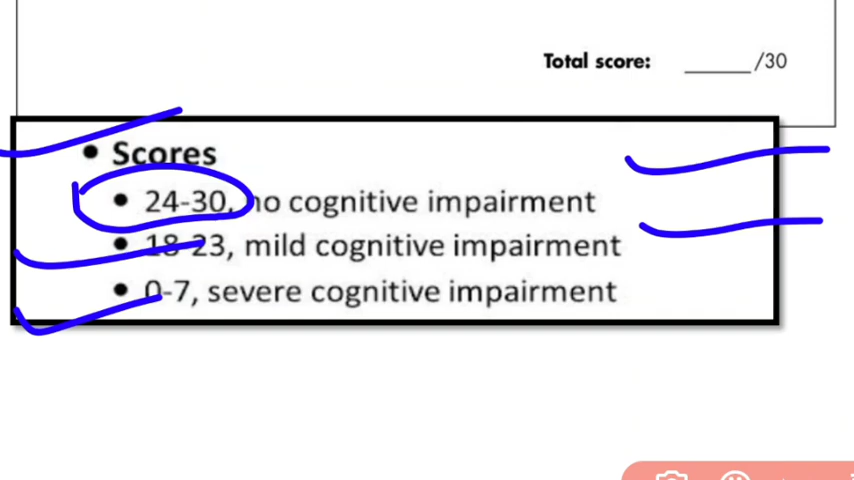 Total score: ______ /30
• Scores
• 24-30, no cognitive impairment
• 18-23, mild cognitive impairment
• 0-7, severe cognitive impairment